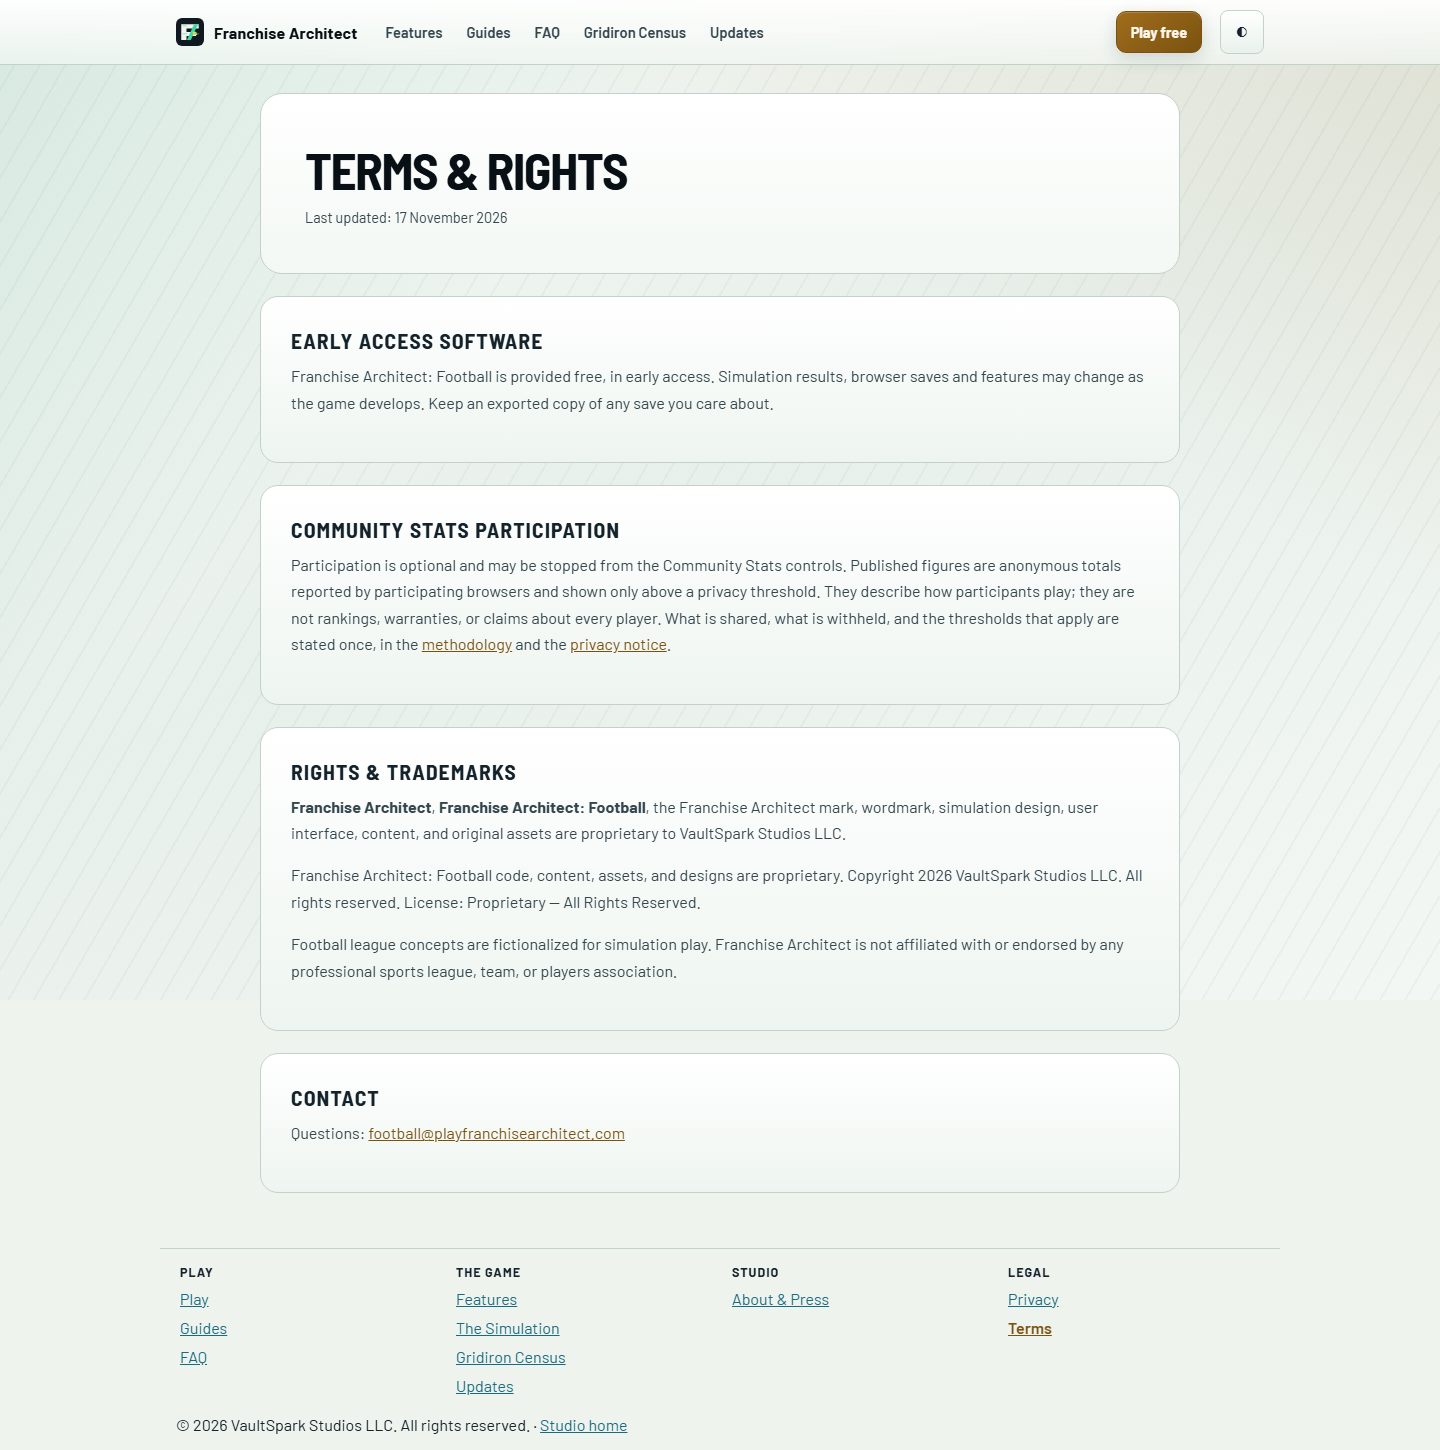 Franchise Architect Features Guides FAQ Gridiron Census Updates Play free
TERMS & RIGHTS
Last updated: 17 November 2026
EARLY ACCESS SOFTWARE
Franchise Architect: Football is provided free, in early access. Simulation results, browser saves and features may change as
the game develops. Keep an exported copy of any save you care about.
COMMUNITY STATS PARTICIPATION
Participation is optional and may be stopped from the Community Stats controls. Published figures are anonymous totals
reported by participating browsers and shown only above a privacy threshold. They describe how participants play; they are
not rankings, warranties, or claims about every player. What is shared, what is withheld, and the thresholds that apply are
stated once, in the methodology and the privacy notice.
RIGHTS & TRADEMARKS
Franchise Architect, Franchise Architect: Football, the Franchise Architect mark, wordmark, simulation design, user
interface, content, and original assets are proprietary to VaultSpark Studios LLC.
Franchise Architect: Football code, content, assets, and designs are proprietary. Copyright 2026 VaultSpark Studios LLC. All
rights reserved. License: Proprietary — All Rights Reserved.
Football league concepts are fictionalized for simulation play. Franchise Architect is not affiliated with or endorsed by any
professional sports league, team, or players association.
CONTACT
Questions: football@playfranchisearchitect.com
PLAY
Play
Guides
FAQ
THE GAME
Features
The Simulation
Gridiron Census
Updates
STUDIO
About & Press
LEGAL
Privacy
Terms
© 2026 VaultSpark Studios LLC. All rights reserved. · Studio home